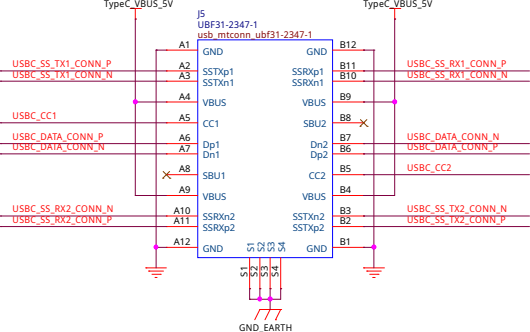 TypeC_VBUS_5V
J5
TypeC_VBUS_5V
UBF31-2347-1
usb_mtconn_ubf31-2347-1
A1 GND GND B12
USBC_SS_TX1_CONN_P A2 SSTXp1 SSRXp1 B11 USBC_SS_RX1_CONN_P
USBC_SS_TX1_CONN_N A3 SSTXn1 SSRXn1 B10 USBC_SS_RX1_CONN_N
A4 VBUS VBUS B9
USBC_CC1 A5 CC1 SBU2 B8
USBC_DATA_CONN_P A6 Dp1 Dn2 B7 USBC_DATA_CONN_N
USBC_DATA_CONN_N A7 Dn1 Dp2 B6 USBC_DATA_CONN_P
A8 SBU1 CC2 B5 USBC_CC2
A9 VBUS VBUS B4
USBC_SS_RX2_CONN_N A10 SSRXn2 SSTXn2 B3 USBC_SS_TX2_CONN_N
USBC_SS_RX2_CONN_P A11 SSRXp2 SSTXp2 B2 USBC_SS_TX2_CONN_P
A12 GND S1 S2 S3 S4 GND B1
S1 S2 S3 S4
GND_EARTH